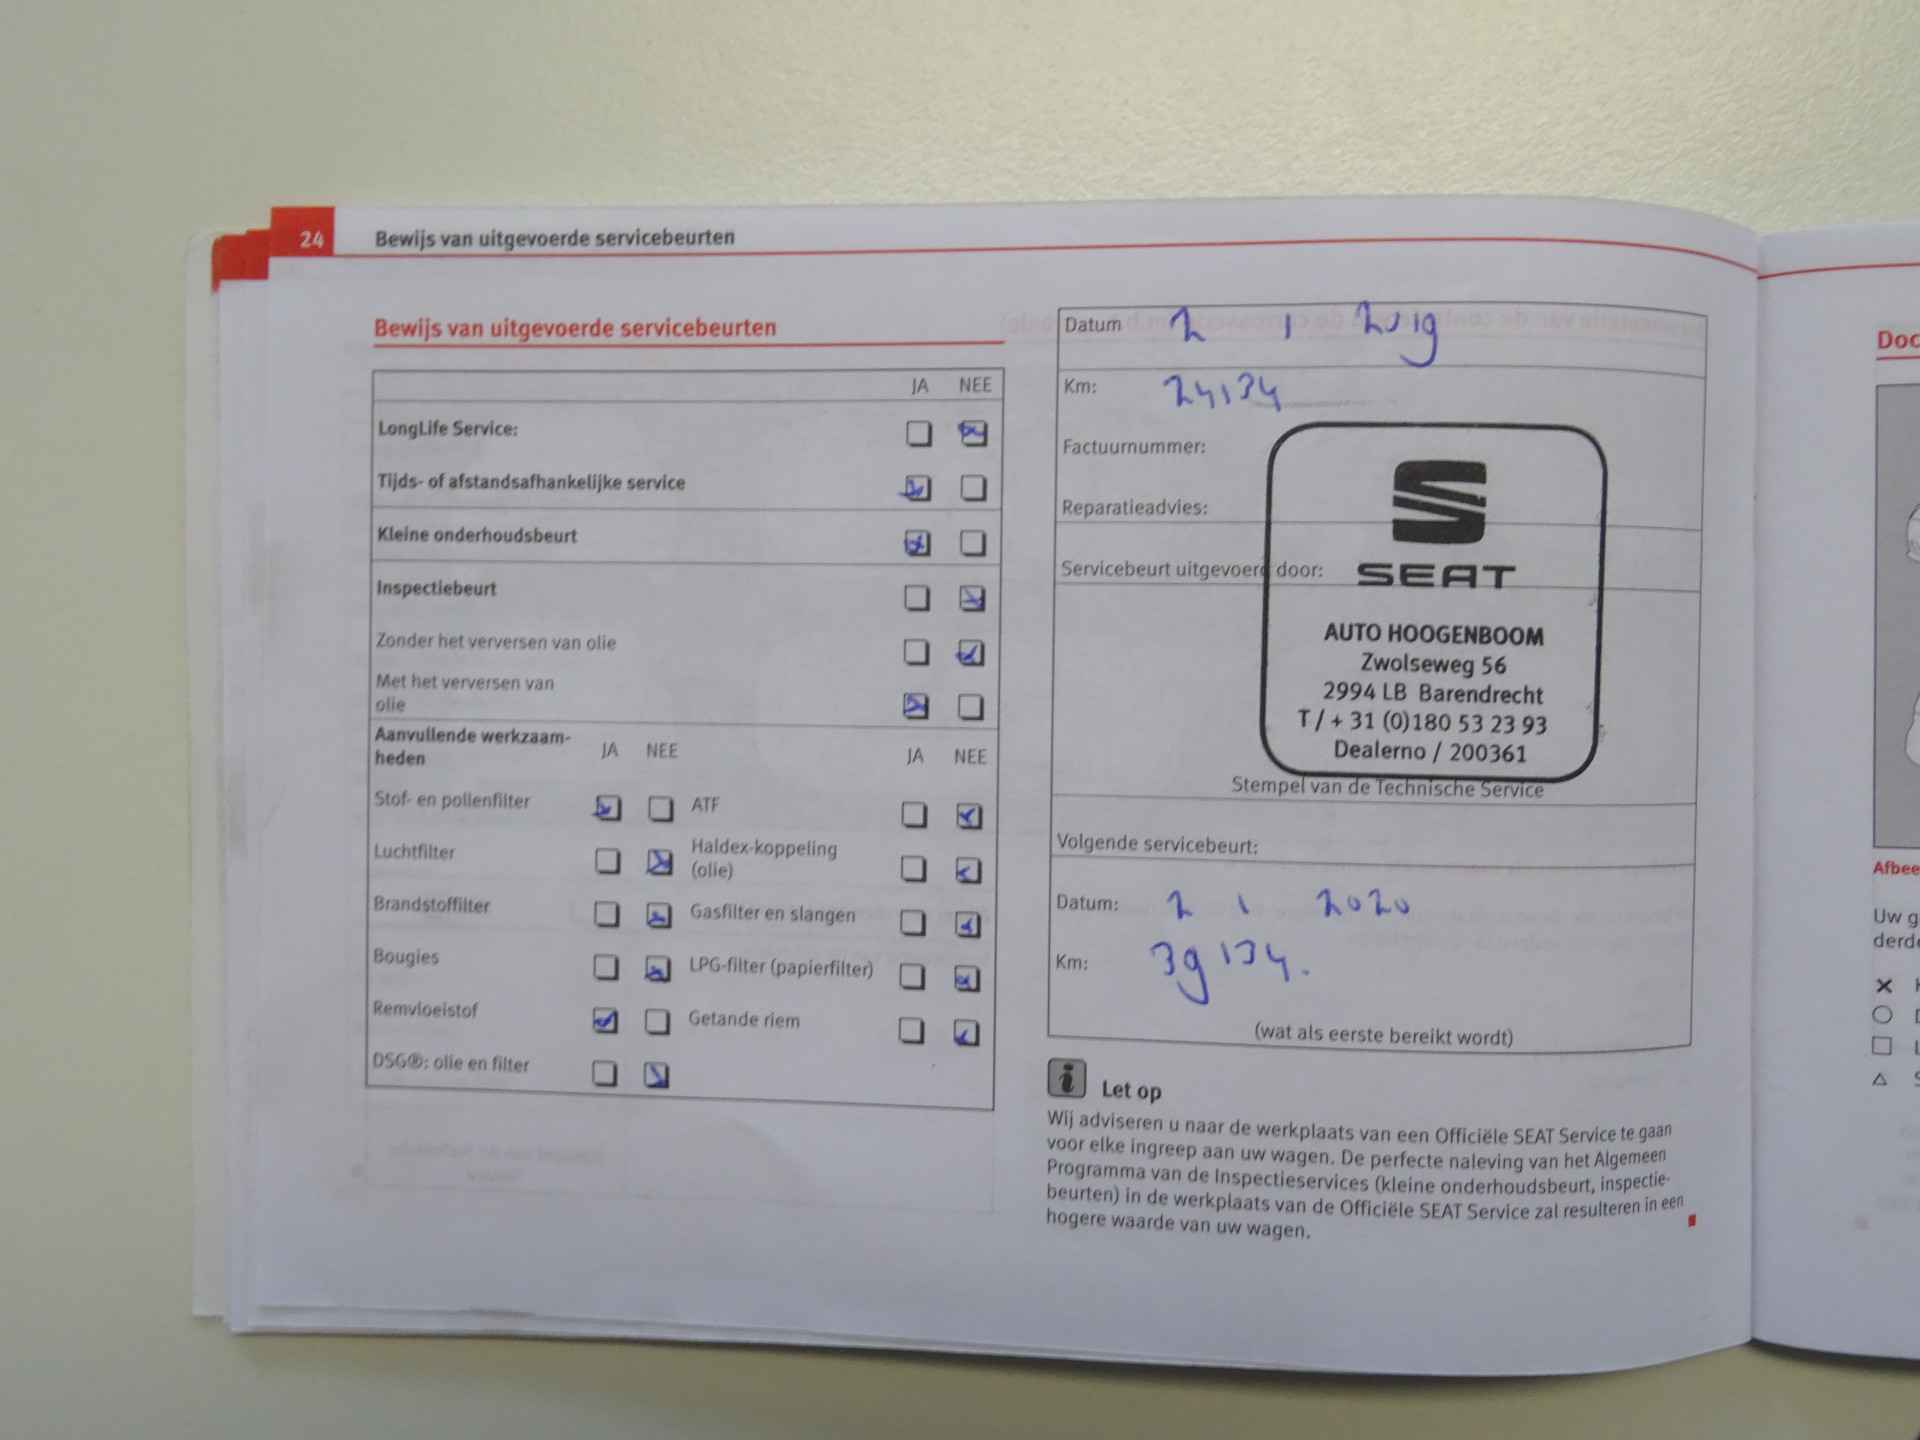 24 Bewijs van uitgevoerde servicebeurten
Bewijs van uitgevoerde servicebeurten
JA NEE
LongLife Service:
Tijds- of afstandsafhankelijke service
Kleine onderhoudsbeurt
Inspectiebeurt
Zonder het verversen van olie
Met het verversen van
olie
Aanvullende werkzaam-
heden
JA NEE JA NEE
Stof- en pollenfilter ATF
Luchtfilter Haldex-koppeling
(olie)
Brandstoffilter Gasfilter en slangen
Bougies LPG-filter (papierfilter)
Remvloeistof Getande riem
DSG®: olie en filter
Datum 2 1 2019
Km: 24134
Factuurnummer:
Reparatieadvies:
Servicebeurt uitgevoerd door:
SEAT
AUTO HOOGENBOOM
Zwolseweg 56
2994 LB Barendrecht
T / + 31 (0)180 53 23 93
Dealerno / 200361
Stempel van de Technische Service
Volgende servicebeurt:
Datum: 2 1 2020
Km: 39134.
(wat als eerste bereikt wordt)
i Let op
Wij adviseren u naar de werkplaats van een Officiële SEAT Service te gaan
voor elke ingreep aan uw wagen. De perfecte naleving van het Algemeen
Programma van de Inspectieservices (kleine onderhoudsbeurt, inspectie-
beurten) in de werkplaats van de Officiële SEAT Service zal resulteren in een
hogere waarde van uw wagen.
Doc
Afbee
Uw g
derde